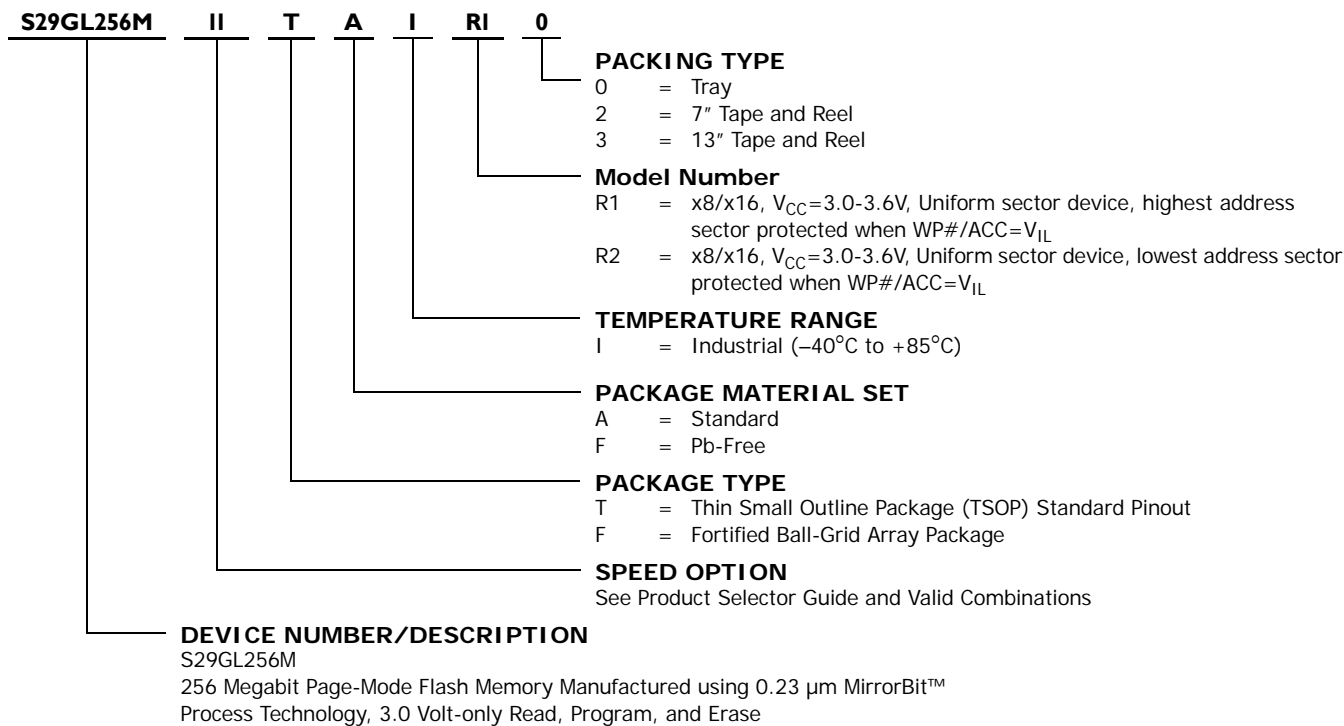 S29GL256M 11 T A I R1 0
PACKING TYPE
0 = Tray
2 = 7″ Tape and Reel
3 = 13″ Tape and Reel
Model Number
R1 = x8/x16, VCC=3.0-3.6V, Uniform sector device, highest address
sector protected when WP#/ACC=VIL
R2 = x8/x16, VCC=3.0-3.6V, Uniform sector device, lowest address sector
protected when WP#/ACC=VIL
TEMPERATURE RANGE
I = Industrial (–40°C to +85°C)
PACKAGE MATERIAL SET
A = Standard
F = Pb-Free
PACKAGE TYPE
T = Thin Small Outline Package (TSOP) Standard Pinout
F = Fortified Ball-Grid Array Package
SPEED OPTION
See Product Selector Guide and Valid Combinations
DEVICE NUMBER/DESCRIPTION
S29GL256M
256 Megabit Page-Mode Flash Memory Manufactured using 0.23 µm MirrorBit™
Process Technology, 3.0 Volt-only Read, Program, and Erase